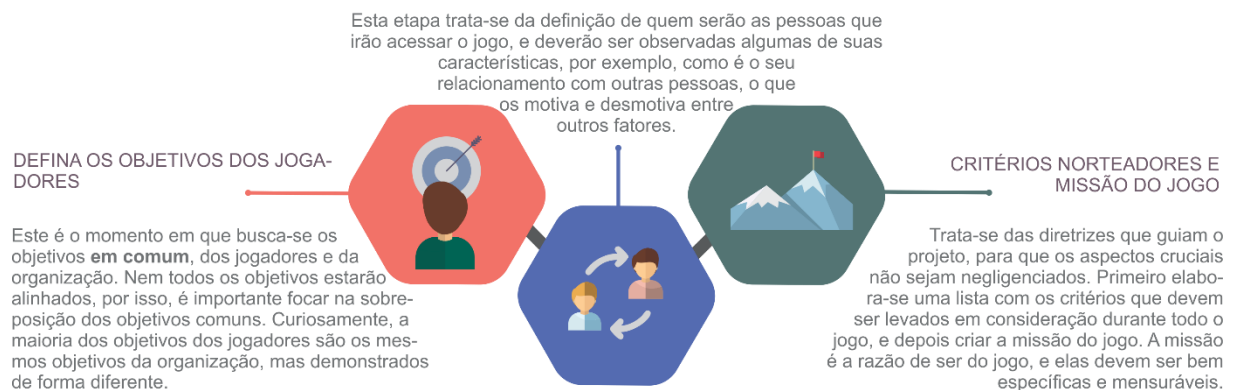 Esta etapa trata-se da definição de quem serão as pessoas que
irão acessar o jogo, e deverão ser observadas algumas de suas
características, por exemplo, como é o seu
relacionamento com outras pessoas, o que
os motiva e desmotiva entre
outros fatores.
DEFINA OS OBJETIVOS DOS JOGA-
DORES
Este é o momento em que busca-se os
objetivos em comum, dos jogadores e da
organização. Nem todos os objetivos estarão
alinhados, por isso, é importante focar na sobre-
posição dos objetivos comuns. Curiosamente, a
maioria dos objetivos dos jogadores são os mes-
mos objetivos da organização, mas demonstrados
de forma diferente.
CRITÉRIOS NORTEADORES E
MISSÃO DO JOGO
Trata-se das diretrizes que guiam o
projeto, para que os aspectos cruciais
não sejam negligenciados. Primeiro elabo-
ra-se uma lista com os critérios que devem
ser levados em consideração durante todo o
jogo, e depois criar a missão do jogo. A missão
é a razão de ser do jogo, e elas devem ser bem
específicas e mensuráveis.